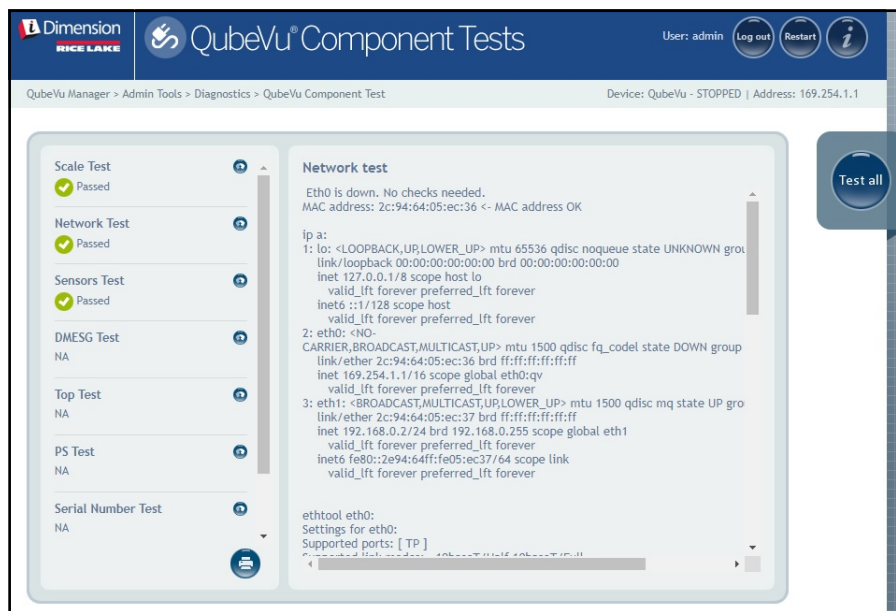 Dimension
RICE LAKE
QubeVu® Component Tests
User: admin
Log out
Restart
i
QubeVu Manager > Admin Tools > Diagnostics > QubeVu Component Test
Device: QubeVu - STOPPED | Address: 169.254.1.1
Scale Test
Passed
Network Test
Passed
Sensors Test
Passed
DMESG Test
NA
Top Test
NA
PS Test
NA
Serial Number Test
NA
Network test
Eth0 is down. No checks needed.
MAC address: 2c:94:64:05:ec:36 <- MAC address OK
ip a:
1: lo: <LOOPBACK,UP,LOWER_UP> mtu 65536 qdisc noqueue state UNKNOWN grou
link/loopback 00:00:00:00:00:00 brd 00:00:00:00:00:00
inet 127.0.0.1/8 scope host lo
valid_lft forever preferred_lft forever
inet6 ::1/128 scope host
valid_lft forever preferred_lft forever
2: eth0: <NO-
CARRIER,BROADCAST,MULTICAST,UP> mtu 1500 qdisc fq_codel state DOWN group
link/ether 2c:94:64:05:ec:36 brd ff:ff:ff:ff:ff:ff
inet 169.254.1.1/16 scope global eth0:qv
valid_lft forever preferred_lft forever
3: eth1: <BROADCAST,MULTICAST,UP,LOWER_UP> mtu 1500 qdisc mq state UP gro
link/ether 2c:94:64:05:ec:37 brd ff:ff:ff:ff:ff:ff
inet 192.168.0.2/24 brd 192.168.0.255 scope global eth1
valid_lft forever preferred_lft forever
inet6 fe80::2e94:64ff:fe05:ec37/64 scope link
valid_lft forever preferred_lft forever
ethtool eth0:
Settings for eth0:
Supported ports: [ TP ]
Supported link modes: 10baseT/Half 10baseT/Full
Test all